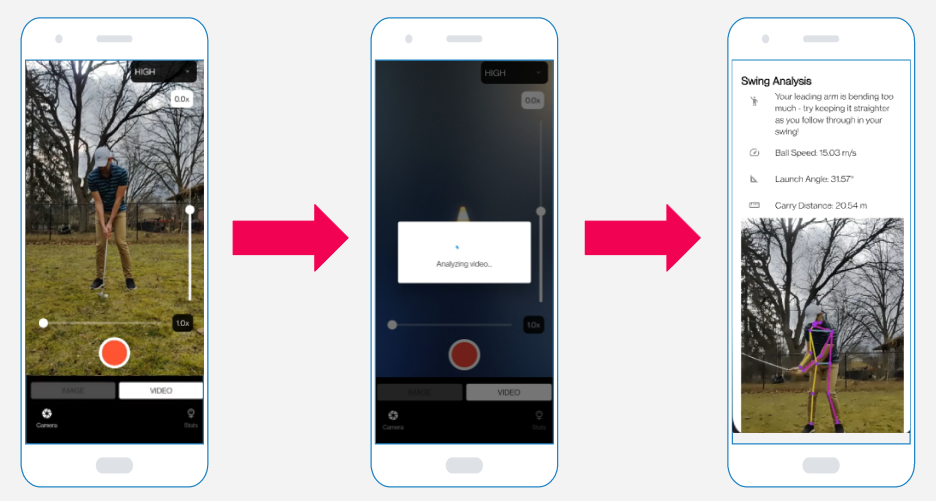 HIGH
0.0x
1.0x
IMAGE
VIDEO
Camera
Stats
HIGH
0.0x
Analyzing video...
1.0x
IMAGE
VIDEO
Camera
Stats
Swing Analysis
Your leading arm is bending too
much - try keeping it straighter
as you follow through in your
swing!
Ball Speed: 15.03 m/s
Launch Angle: 31.57°
Carry Distance: 20.54 m